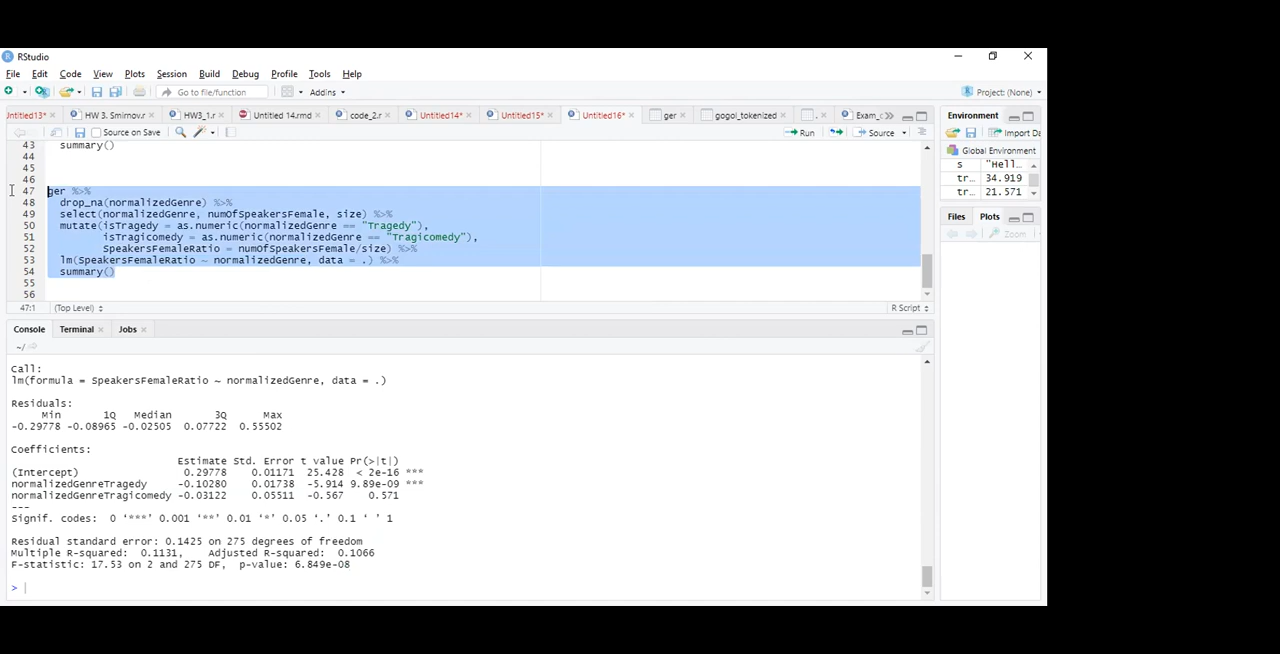 RStudio
File Edit Code View Plots Session Build Debug Profile Tools Help
Go to file/function Addins Project: (None)
Untitled13* HW 3. Smirnov.r HW3_1.r Untitled 14.rmd code_2.r Untitled14* Untitled15* Untitled16* ger gogol_tokenized Exam_c
Source on Save Run Source
43 summary()
44
45
46
47 ger %>%
48 drop_na(normalizedGenre) %>%
49 select(normalizedGenre, numOfSpeakersFemale, size) %>%
50 mutate(isTragedy = as.numeric(normalizedGenre == "Tragedy"),
51 isTragicomedy = as.numeric(normalizedGenre == "Tragicomedy"),
52 SpeakersFemaleRatio = numOfSpeakersFemale/size) %>%
53 lm(SpeakersFemaleRatio ~ normalizedGenre, data = .) %>%
54 summary()
55
56
47:1 (Top Level) R Script
Console Terminal Jobs
~/
Call:
lm(formula = SpeakersFemaleRatio ~ normalizedGenre, data = .)
Residuals:
Min 1Q Median 3Q Max
-0.29778 -0.08965 -0.02505 0.07722 0.55502
Coefficients:
Estimate Std. Error t value Pr(>|t|)
(Intercept) 0.29778 0.01171 25.428 < 2e-16 ***
normalizedGenreTragedy -0.10280 0.01738 -5.914 9.89e-09 ***
normalizedGenreTragicomedy -0.03122 0.05511 -0.567 0.571
---
Signif. codes: 0 ‘***’ 0.001 ‘**’ 0.01 ‘*’ 0.05 ‘.’ 0.1 ‘ ’ 1
Residual standard error: 0.1425 on 275 degrees of freedom
Multiple R-squared: 0.1131, Adjusted R-squared: 0.1066
F-statistic: 17.53 on 2 and 275 DF, p-value: 6.849e-08
>
Environment
Import Da
Global Environment
s "Hell…
tr… 34.919
tr… 21.571
Files Plots
Zoom